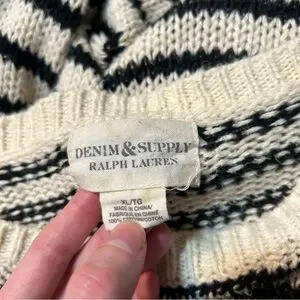 DENIM & SUPPLY
RALPH LAUREN
XL/TG
MADE IN CHINA/
FABRIQUÉ EN CHINE
100% COTTON/COTON